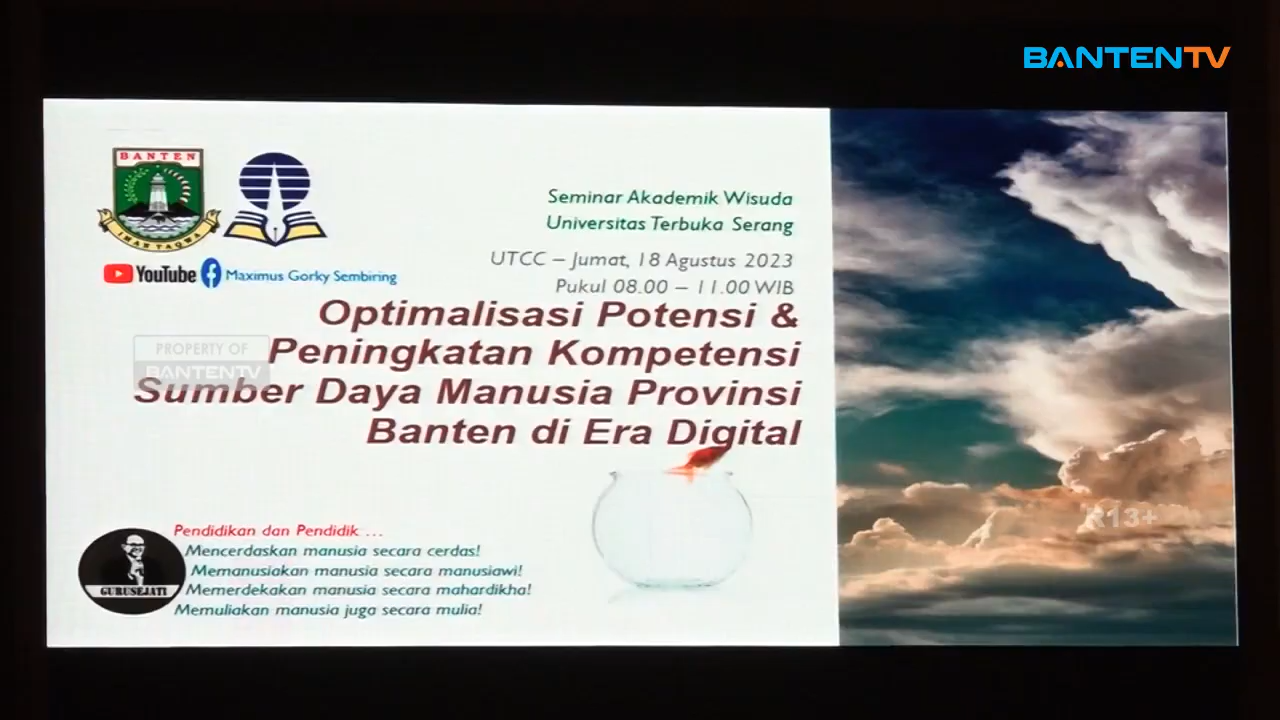 BANTENTV
BANTEN
IMAN TAQWA
Seminar Akademik Wisuda
Universitas Terbuka Serang
UTCC – Jumat, 18 Agustus 2023
Pukul 08.00 – 11.00 WIB
YouTube Maximus Gorky Sembiring
Optimalisasi Potensi &
Peningkatan Kompetensi
Sumber Daya Manusia Provinsi
Banten di Era Digital
PROPERTY OF
BANTENTV
R13+
Pendidikan dan Pendidik ...
Mencerdaskan manusia secara cerdas!
Memanusiakan manusia secara manusiawi!
Memerdekakan manusia secara mahardikha!
Memuliakan manusia juga secara mulia!
GURUSEJATI